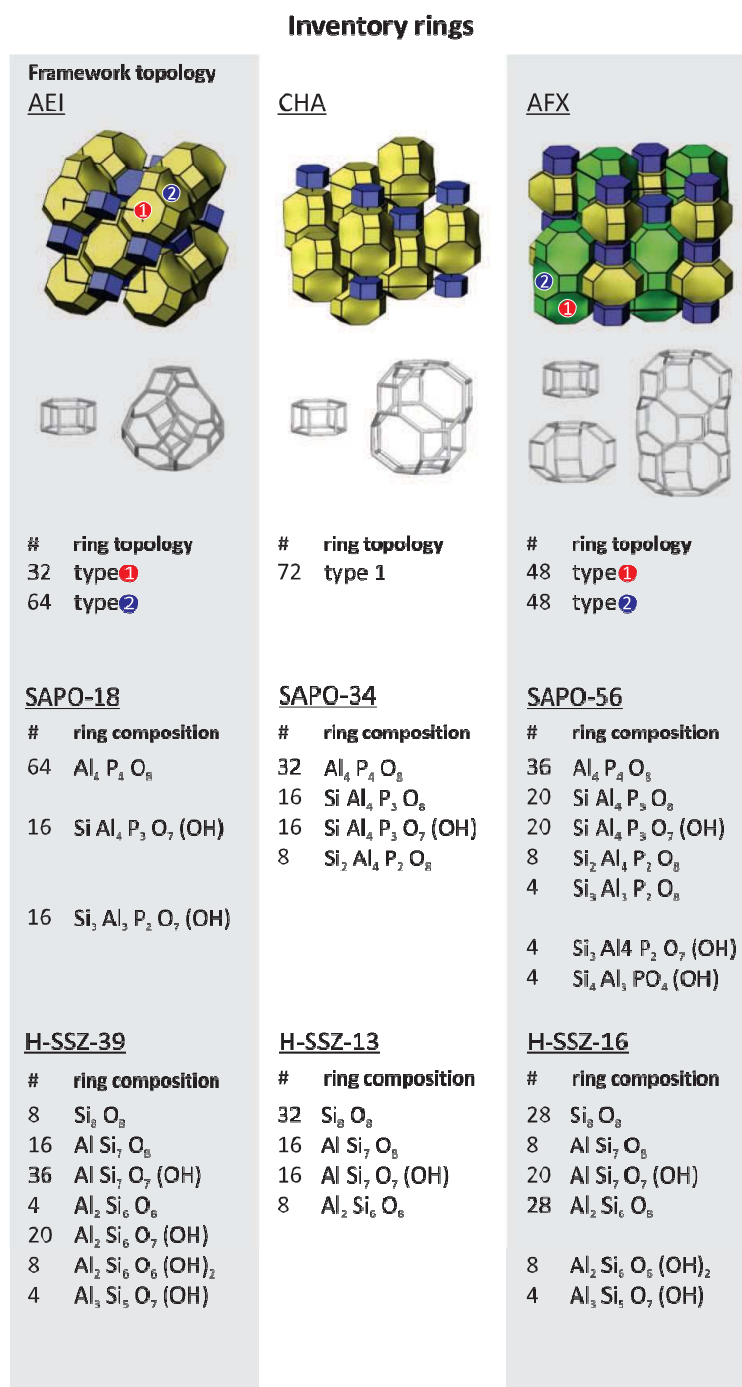 Inventory rings
Framework topology
AEI
1
2
# ring topology
32 type 1
64 type 2
SAPO-18
# ring composition
64 Al₄ P₄ O₈
16 Si Al₄ P₃ O₇ (OH)
16 Si₃ Al₃ P₂ O₇ (OH)
H-SSZ-39
# ring composition
8 Si₈ O₈
16 Al Si₇ O₈
36 Al Si₇ O₇ (OH)
4 Al₂ Si₆ O₈
20 Al₂ Si₆ O₇ (OH)
8 Al₂ Si₆ O₆ (OH)₂
4 Al₃ Si₅ O₇ (OH)
CHA
# ring topology
72 type 1
SAPO-34
# ring composition
32 Al₄ P₄ O₈
16 Si Al₄ P₃ O₈
16 Si Al₄ P₃ O₇ (OH)
8 Si₂ Al₄ P₂ O₈
H-SSZ-13
# ring composition
32 Si₈ O₈
16 Al Si₇ O₈
16 Al Si₇ O₇ (OH)
8 Al₂ Si₆ O₈
AFX
2
1
# ring topology
48 type 1
48 type 2
SAPO-56
# ring composition
36 Al₄ P₄ O₈
20 Si Al₄ P₃ O₈
20 Si Al₄ P₃ O₇ (OH)
8 Si₂ Al₄ P₂ O₈
4 Si₃ Al₃ P₂ O₈
4 Si₃ Al4 P₂ O₇ (OH)
4 Si₄ Al₃ PO₄ (OH)
H-SSZ-16
# ring composition
28 Si₈ O₈
8 Al Si₇ O₈
20 Al Si₇ O₇ (OH)
28 Al₂ Si₆ O₈
8 Al₂ Si₆ O₆ (OH)₂
4 Al₃ Si₅ O₇ (OH)